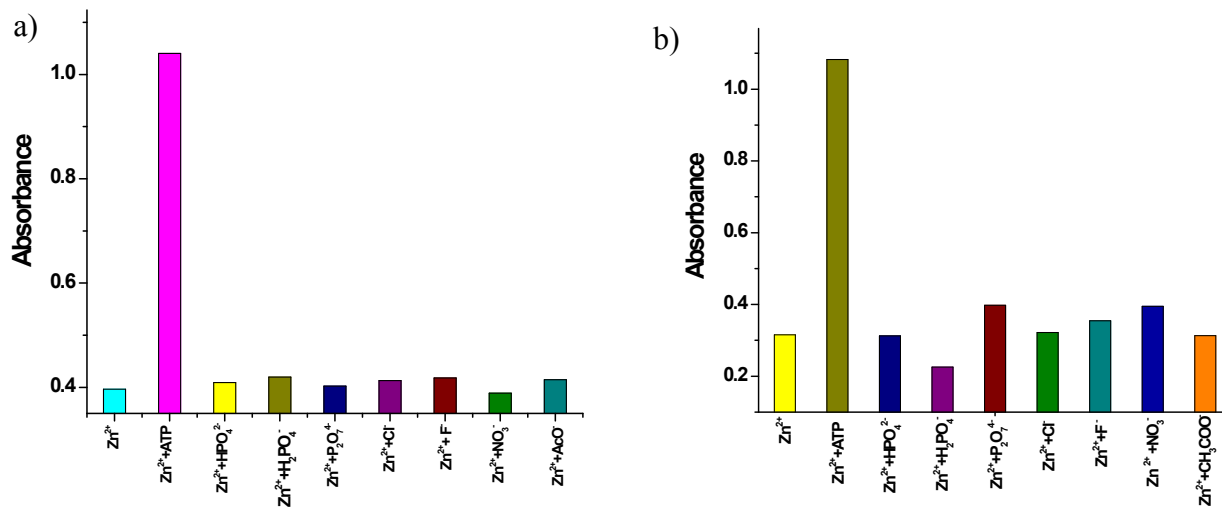 a)
Absorbance
1.0
0.8
0.6
0.4
Zn²⁺
Zn²⁺+ATP
Zn²⁺+HPO₄²⁻
Zn²⁺+H₂PO₄⁻
Zn²⁺+P₂O₇⁴⁻
Zn²⁺+Cl⁻
Zn²⁺+ F⁻
Zn²⁺+NO₃⁻
Zn²⁺+AcO⁻
b)
Absorbance
1.0
0.8
0.6
0.4
0.2
Zn²⁺
Zn²⁺+ATP
Zn²⁺+HPO₄²⁻
Zn²⁺+H₂PO₄⁻
Zn²⁺+P₂O₇⁴⁻
Zn²⁺+Cl⁻
Zn²⁺+F⁻
Zn²⁺+NO₃⁻
Zn²⁺+CH₃COO⁻